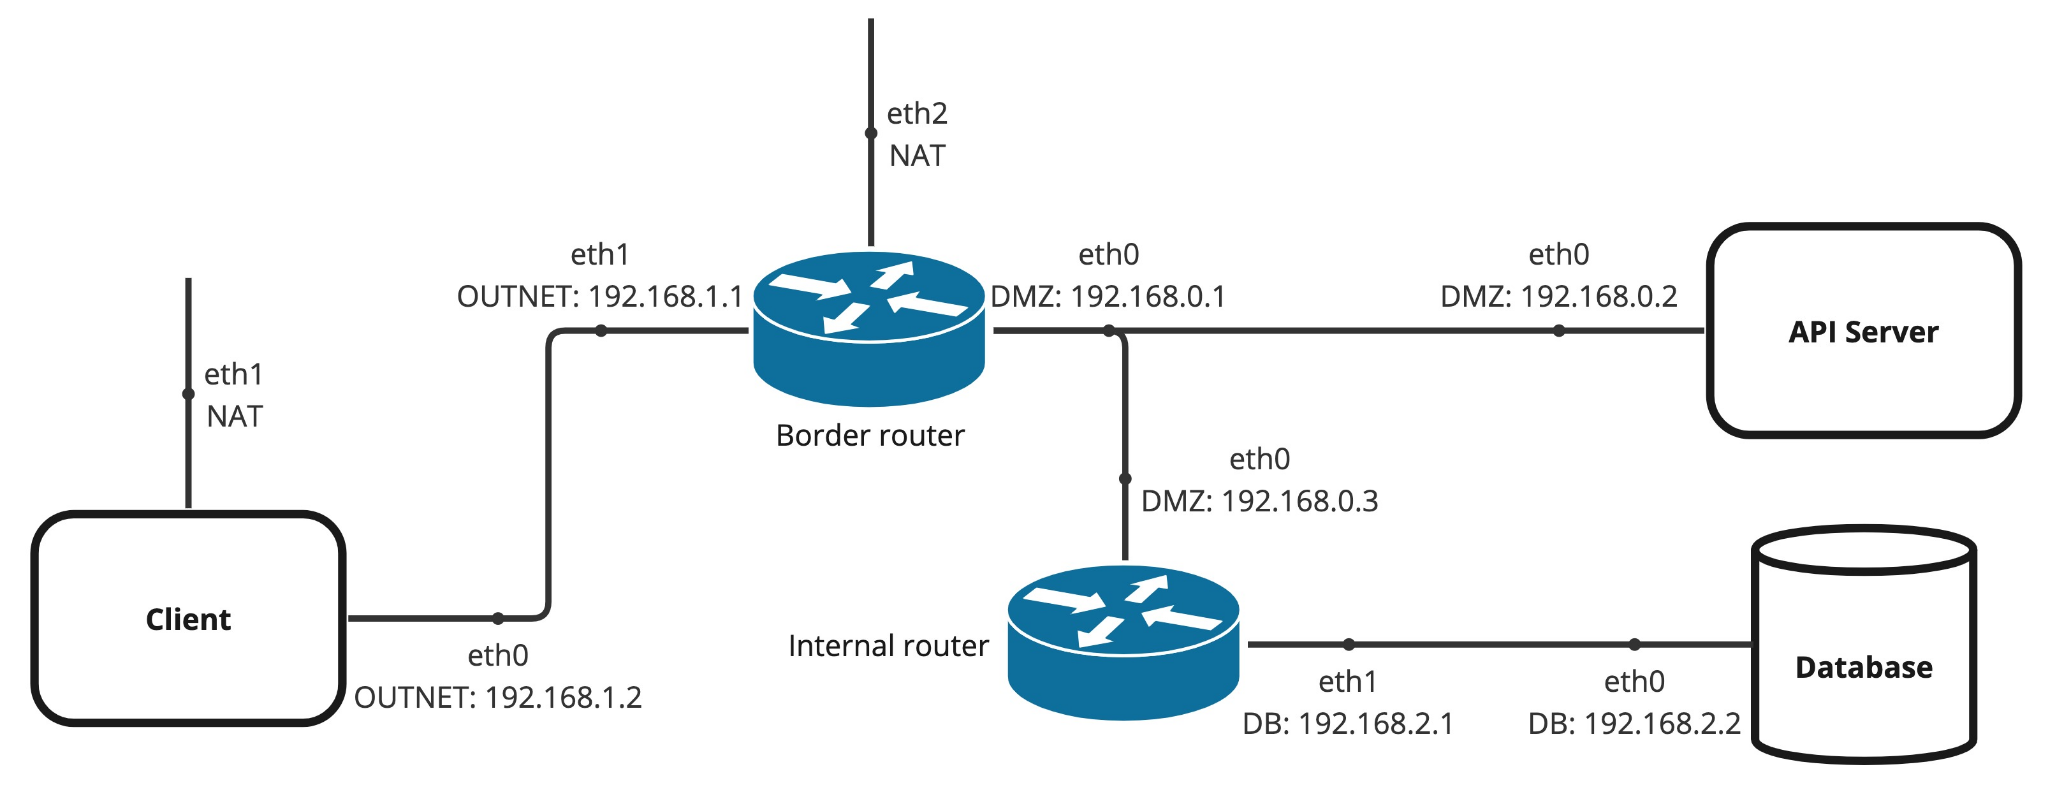 eth2
NAT
eth1
OUTNET: 192.168.1.1
eth0
DMZ: 192.168.0.1
eth0
DMZ: 192.168.0.2
API Server
eth1
NAT
Border router
eth0
DMZ: 192.168.0.3
Client
eth0
OUTNET: 192.168.1.2
Internal router
eth1
DB: 192.168.2.1
eth0
DB: 192.168.2.2
Database